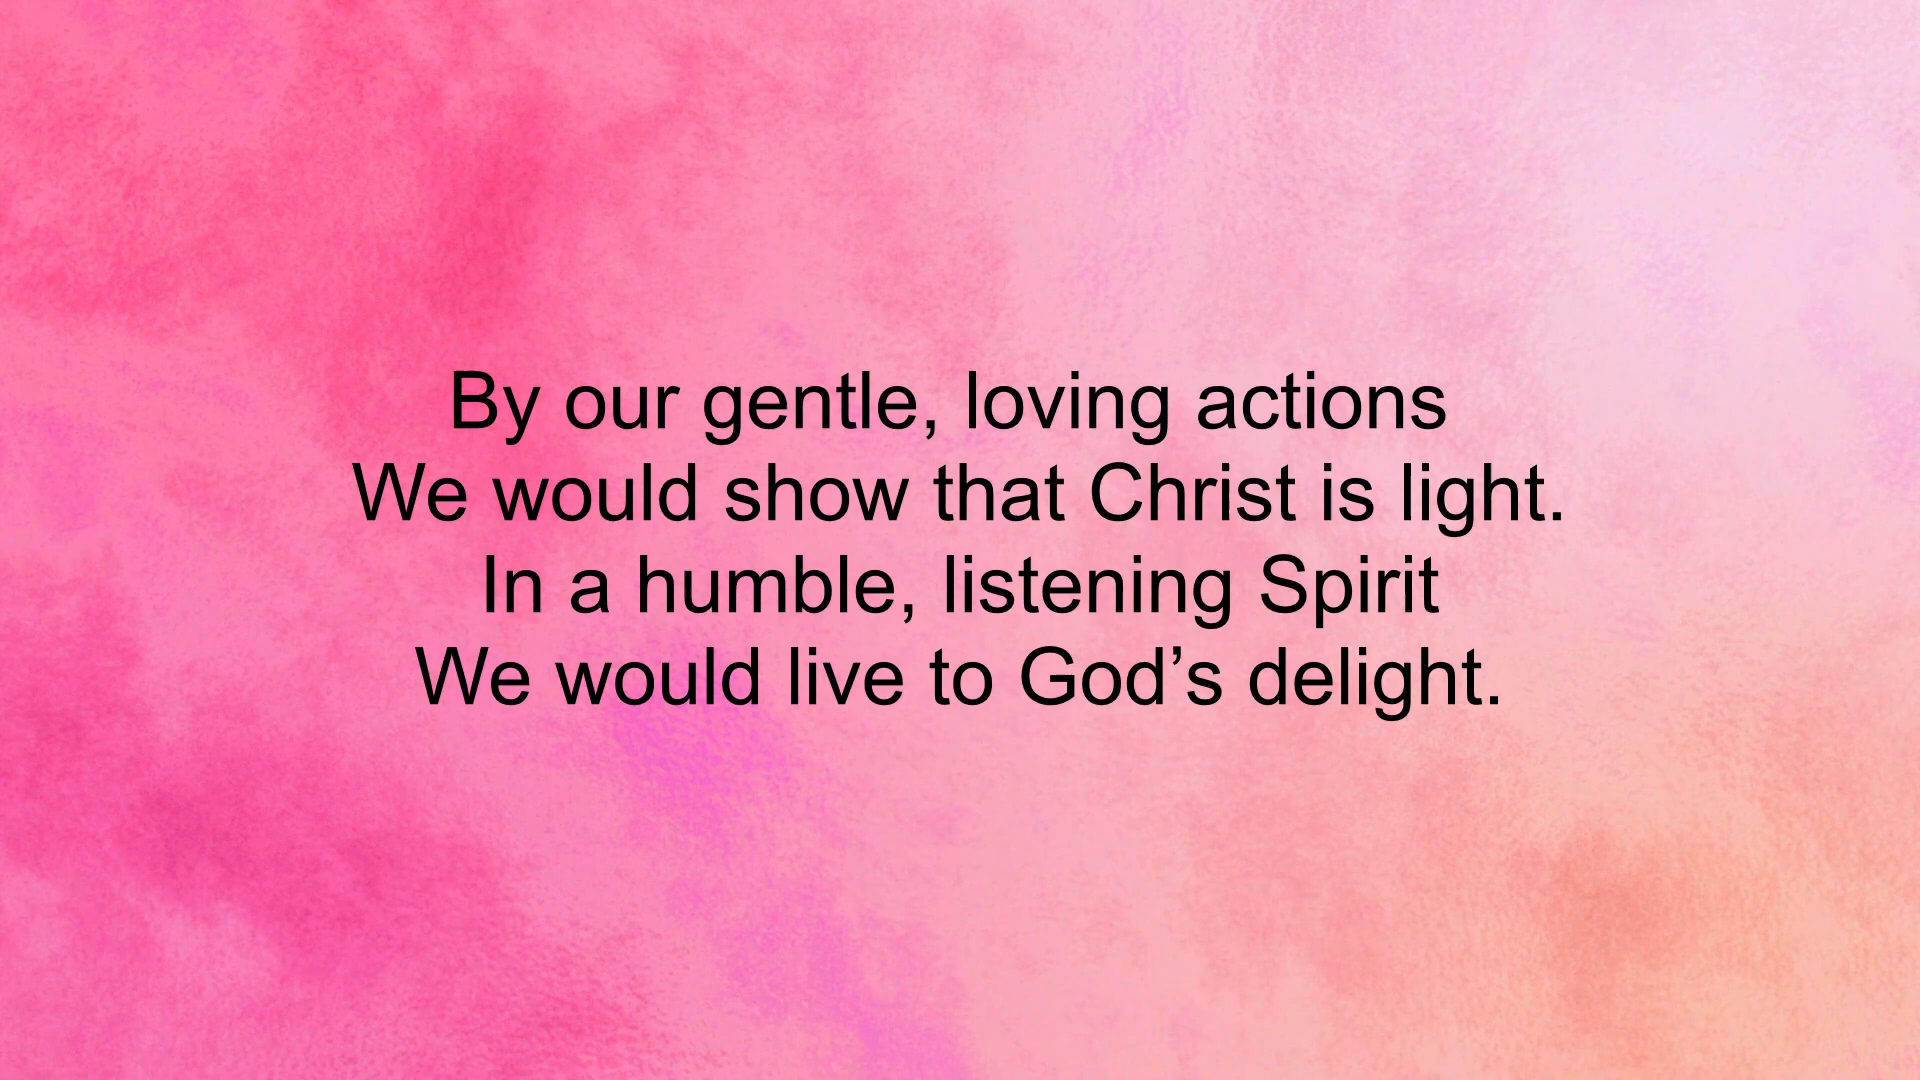 By our gentle, loving actions
We would show that Christ is light.
In a humble, listening Spirit
We would live to God’s delight.